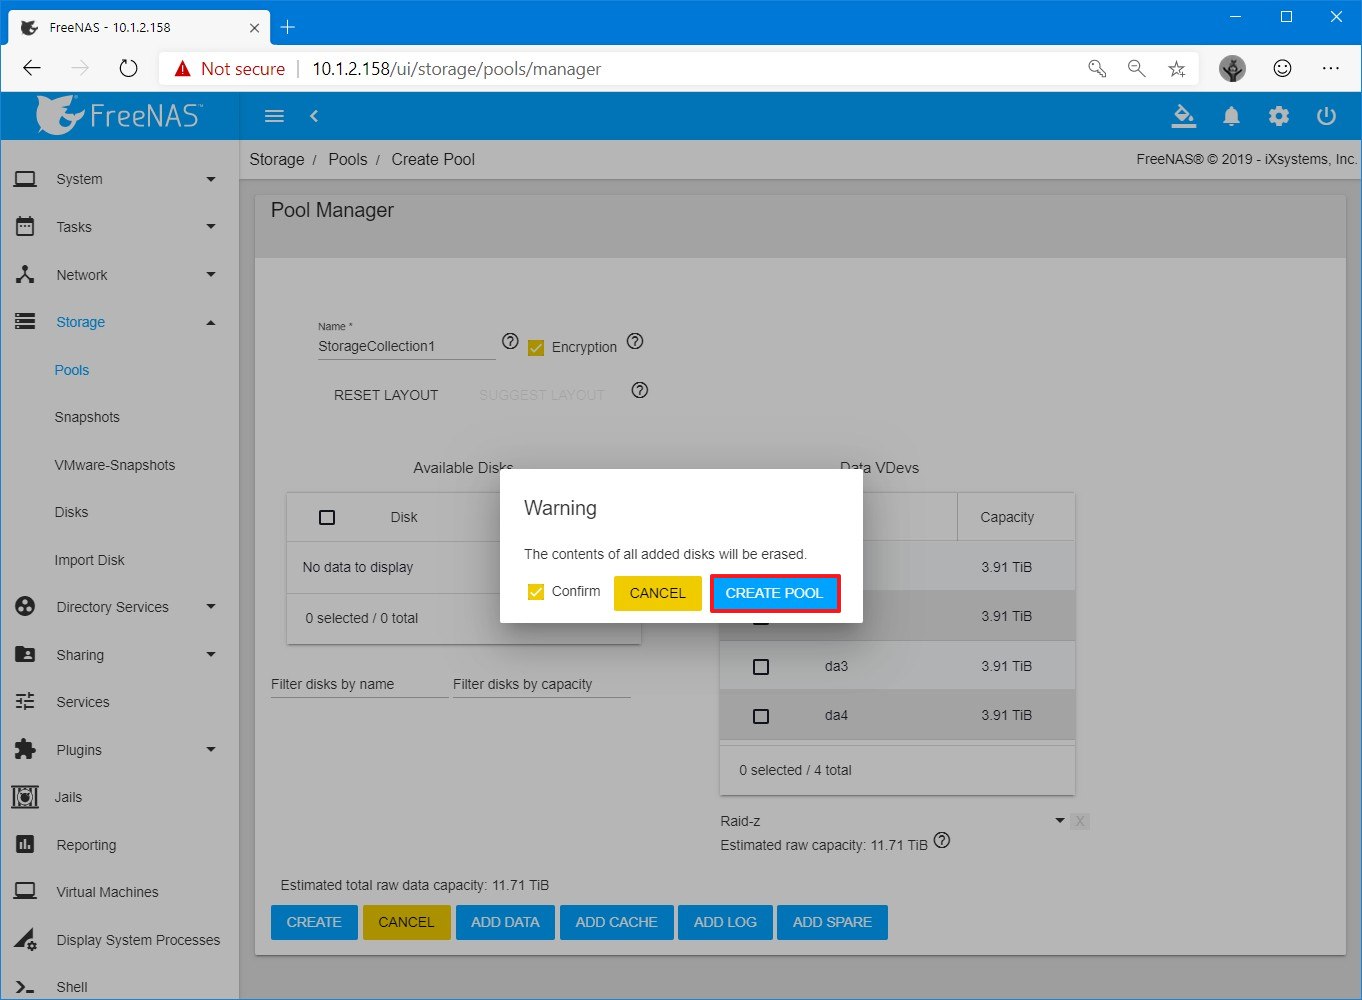 FreeNAS - 10.1.2.158
Not secure | 10.1.2.158/ui/storage/pools/manager
FreeNAS™
Storage / Pools / Create Pool
FreeNAS® © 2019 - iXsystems, Inc.
System
Tasks
Network
Storage
Pools
Snapshots
VMware-Snapshots
Disks
Import Disk
Directory Services
Sharing
Services
Plugins
Jails
Reporting
Virtual Machines
Display System Processes
Shell
Pool Manager
Name *
StorageCollection1
Encryption
RESET LAYOUT
SUGGEST LAYOUT
Available Disks
Disk
No data to display
0 selected / 0 total
Filter disks by name
Filter disks by capacity
Data VDevs
Capacity
3.91 TiB
3.91 TiB
da3 3.91 TiB
da4 3.91 TiB
0 selected / 4 total
Raid-z
X
Estimated raw capacity: 11.71 TiB
Warning
The contents of all added disks will be erased.
Confirm
CANCEL
CREATE POOL
Estimated total raw data capacity: 11.71 TiB
CREATE
CANCEL
ADD DATA
ADD CACHE
ADD LOG
ADD SPARE